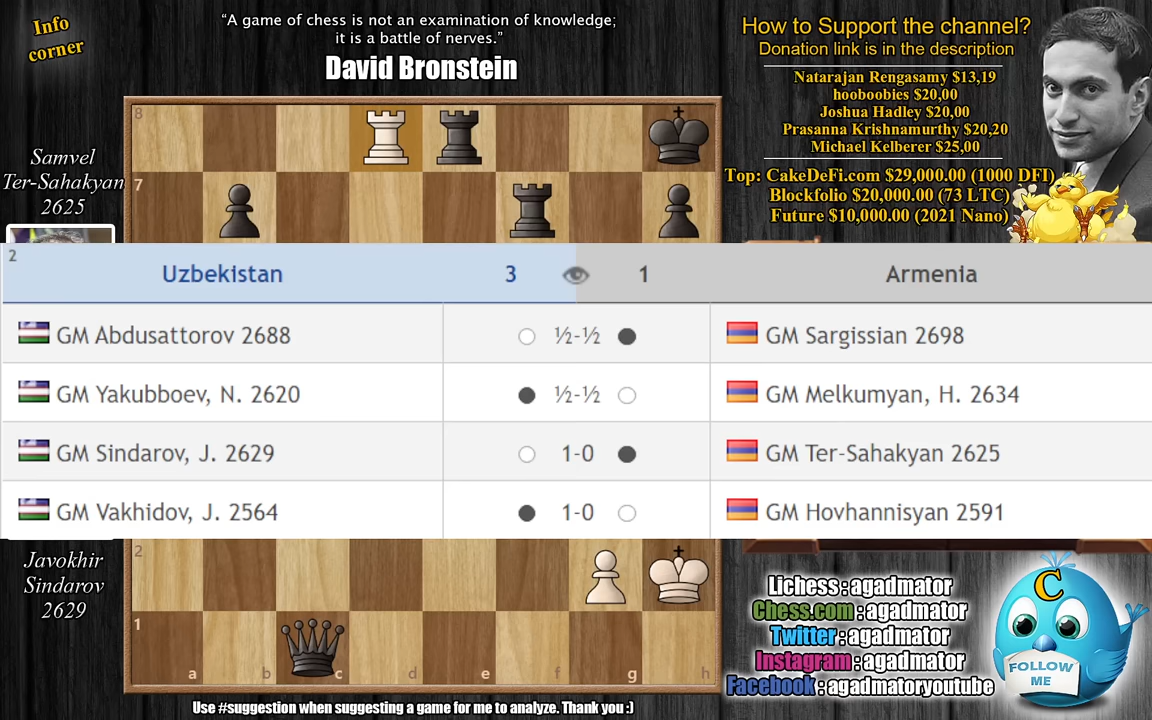 Info
corner
“A game of chess is not an examination of knowledge;
it is a battle of nerves.”
David Bronstein
How to Support the channel?
Donation link is in the description
Natarajan Rengasamy $13,19
hooboobies $20,00
Joshua Hadley $20,00
Prasanna Krishnamurthy $20,20
Michael Kelberer $25,00
Top: CakeDeFi.com $29,000.00 (1000 DFI)
Blockfolio $20,000.00 (73 LTC)
Future $10,000.00 (2021 Nano)
Samvel
Ter-Sahakyan
2625
8
7
2
Uzbekistan 3 1 Armenia
GM Abdusattorov 2688 ½-½ GM Sargissian 2698
GM Yakubboev, N. 2620 ½-½ GM Melkumyan, H. 2634
GM Sindarov, J. 2629 1-0 GM Ter-Sahakyan 2625
GM Vakhidov, J. 2564 1-0 GM Hovhannisyan 2591
Javokhir
Sindarov
2629
2
1
a b c d e f g h
Lichess : agadmator
Chess.com : agadmator
Twitter : agadmator
Instagram : agadmator
Facebook : agadmatoryoutube
C
FOLLOW
ME
Use #suggestion when suggesting a game for me to analyze. Thank you :)